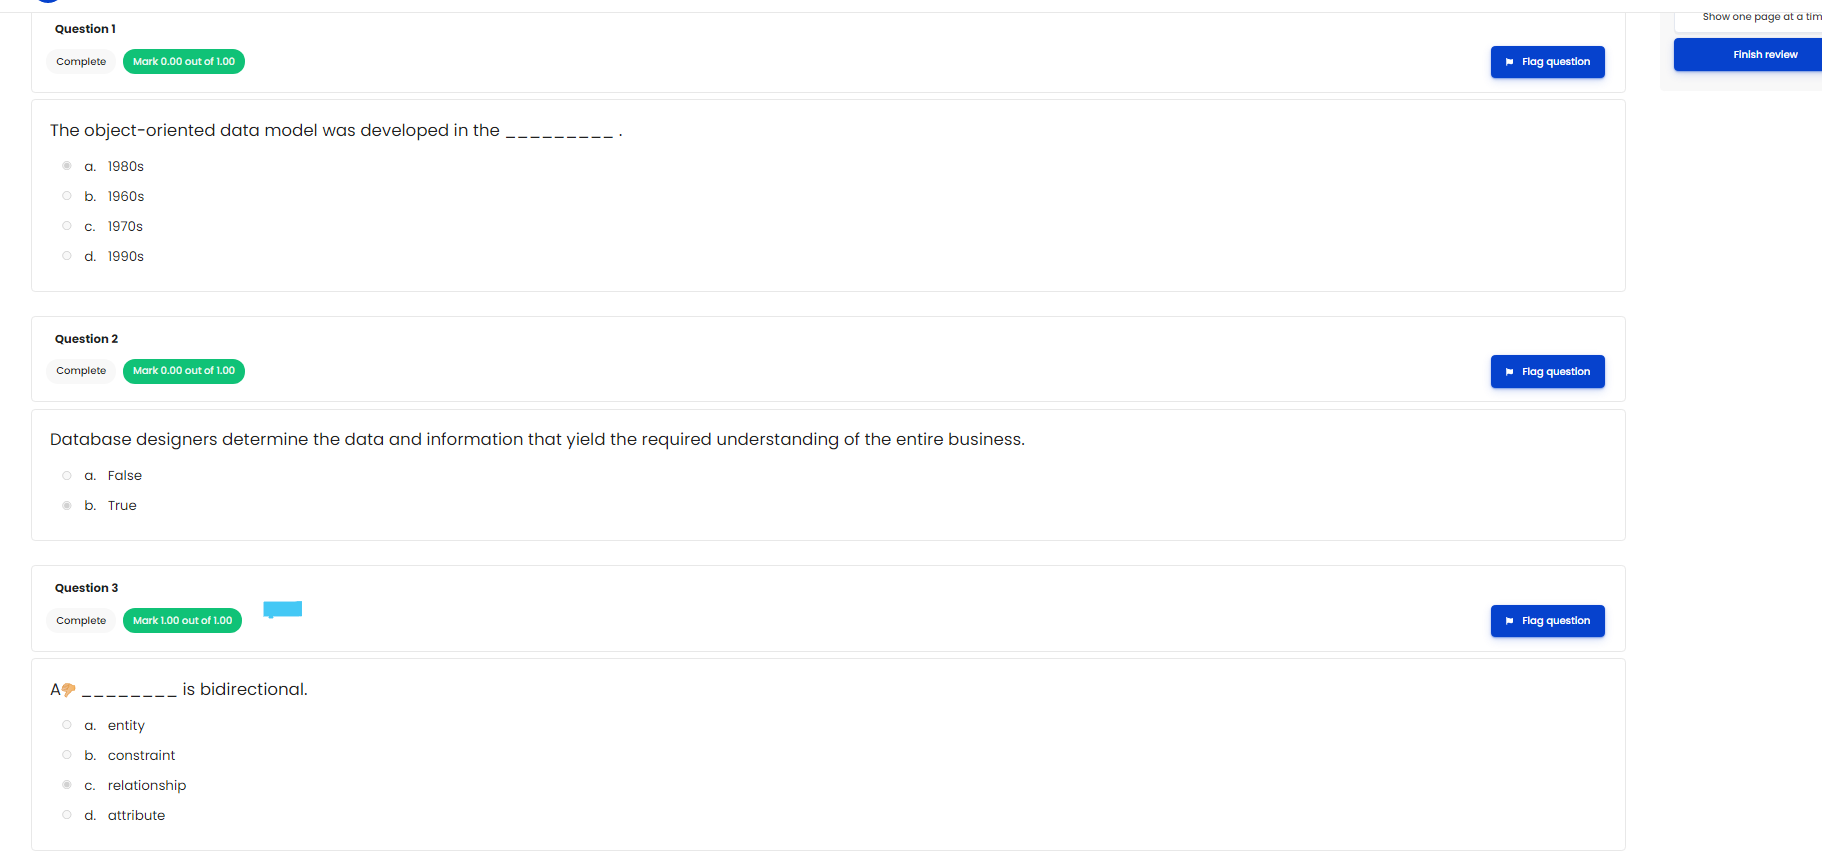 Show one page at a tim
Finish review
Question 1
Complete
Mark 0.00 out of 1.00
Flag question
The object-oriented data model was developed in the _________ .
a. 1980s
b. 1960s
c. 1970s
d. 1990s
Question 2
Complete
Mark 0.00 out of 1.00
Flag question
Database designers determine the data and information that yield the required understanding of the entire business.
a. False
b. True
Question 3
Complete
Mark 1.00 out of 1.00
Flag question
A ________ is bidirectional.
a. entity
b. constraint
c. relationship
d. attribute